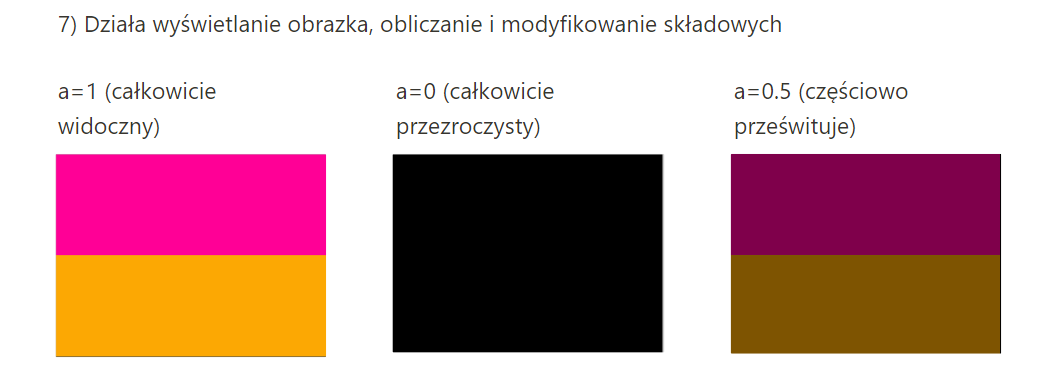 7) Działa wyświetlanie obrazka, obliczanie i modyfikowanie składowych
a=1 (całkowicie
widoczny)
a=0 (całkowicie
przezroczysty)
a=0.5 (częściowo
prześwituje)